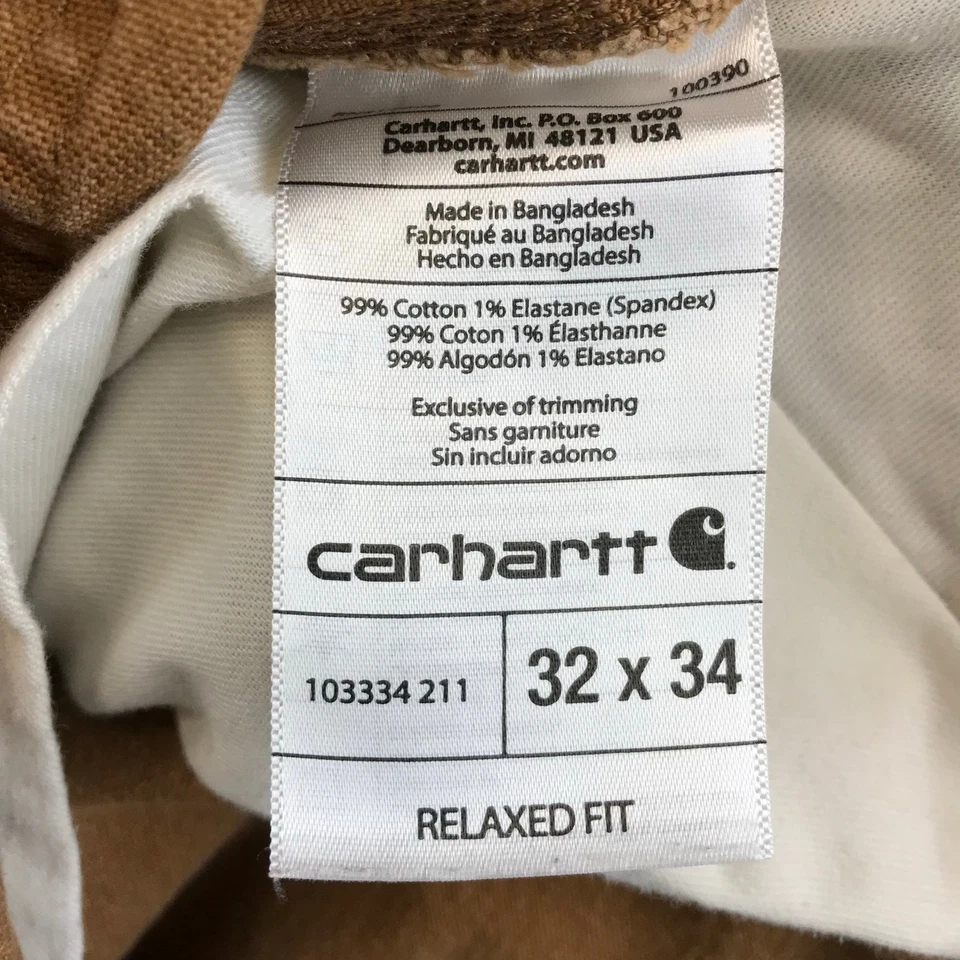 100390
Carhartt, Inc. P.O. Box 600
Dearborn, MI 48121 USA
carhartt.com
Made in Bangladesh
Fabriqué au Bangladesh
Hecho en Bangladesh
99% Cotton 1% Elastane (Spandex)
99% Coton 1% Élasthanne
99% Algodón 1% Elastano
Exclusive of trimming
Sans garniture
Sin incluir adorno
carhartt
103334 211
32 x 34
RELAXED FIT